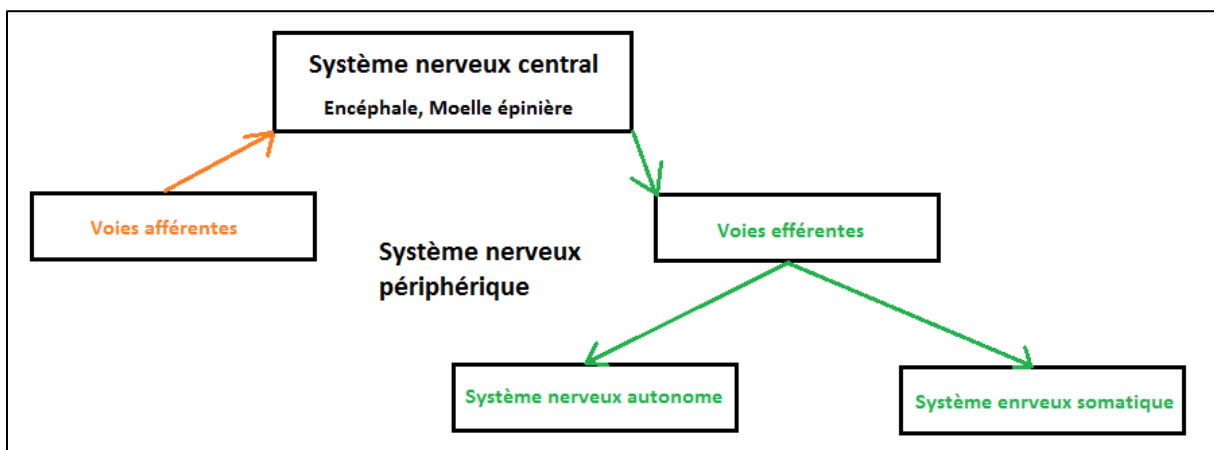 Système nerveux central
Encéphale, Moelle épinière
Voies afférentes
Voies efférentes
Système nerveux
périphérique
Système nerveux autonome
Système enrveux somatique